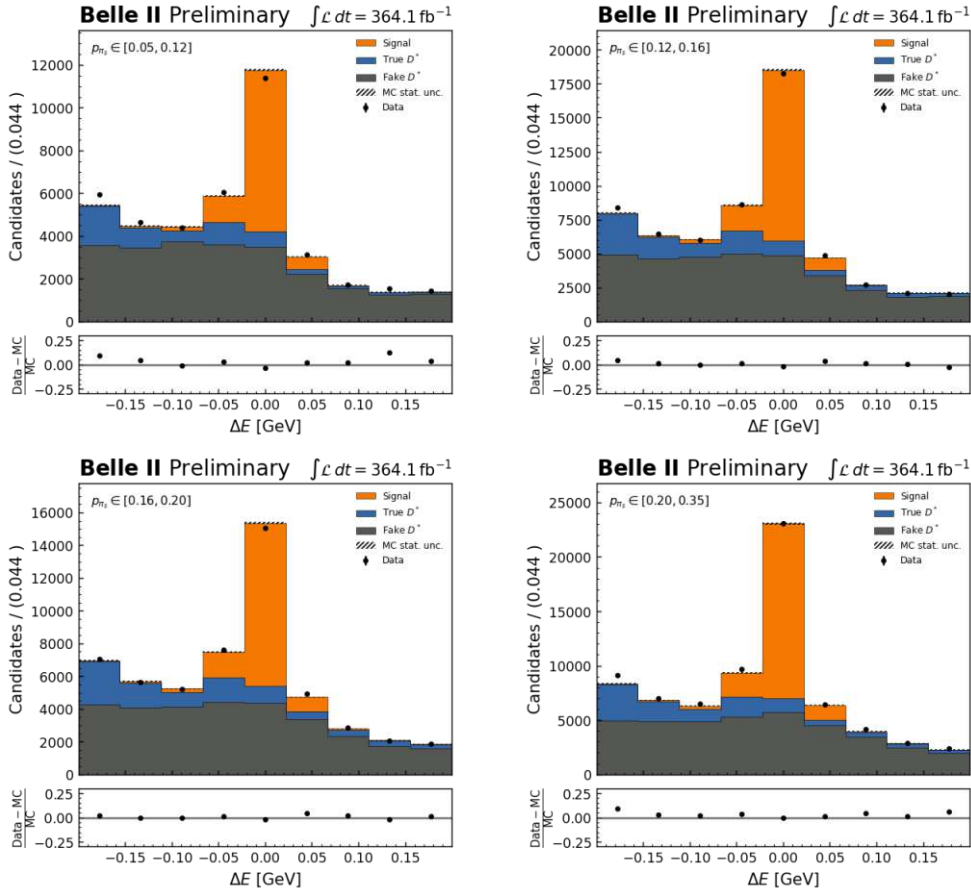 Belle II Preliminary ∫ℒ dt = 364.1 fb⁻¹
p_πs ∈ [0.05, 0.12]
Signal
True D*
Fake D*
MC stat. unc.
Data
Candidates / (0.044 )
12000
10000
8000
6000
4000
2000
0
Data − MC
MC
0.25
0.00
−0.25
−0.15 −0.10 −0.05 0.00 0.05 0.10 0.15
ΔE [GeV]
Belle II Preliminary ∫ℒ dt = 364.1 fb⁻¹
p_πs ∈ [0.12, 0.16]
Signal
True D*
Fake D*
MC stat. unc.
Data
Candidates / (0.044 )
20000
17500
15000
12500
10000
7500
5000
2500
0
Data − MC
MC
0.25
0.00
−0.25
−0.15 −0.10 −0.05 0.00 0.05 0.10 0.15
ΔE [GeV]
Belle II Preliminary ∫ℒ dt = 364.1 fb⁻¹
p_πs ∈ [0.16, 0.20]
Signal
True D*
Fake D*
MC stat. unc.
Data
Candidates / (0.044 )
16000
14000
12000
10000
8000
6000
4000
2000
0
Data − MC
MC
0.25
0.00
−0.25
−0.15 −0.10 −0.05 0.00 0.05 0.10 0.15
ΔE [GeV]
Belle II Preliminary ∫ℒ dt = 364.1 fb⁻¹
p_πs ∈ [0.20, 0.35]
Signal
True D*
Fake D*
MC stat. unc.
Data
Candidates / (0.044 )
25000
20000
15000
10000
5000
0
Data − MC
MC
0.25
0.00
−0.25
−0.15 −0.10 −0.05 0.00 0.05 0.10 0.15
ΔE [GeV]